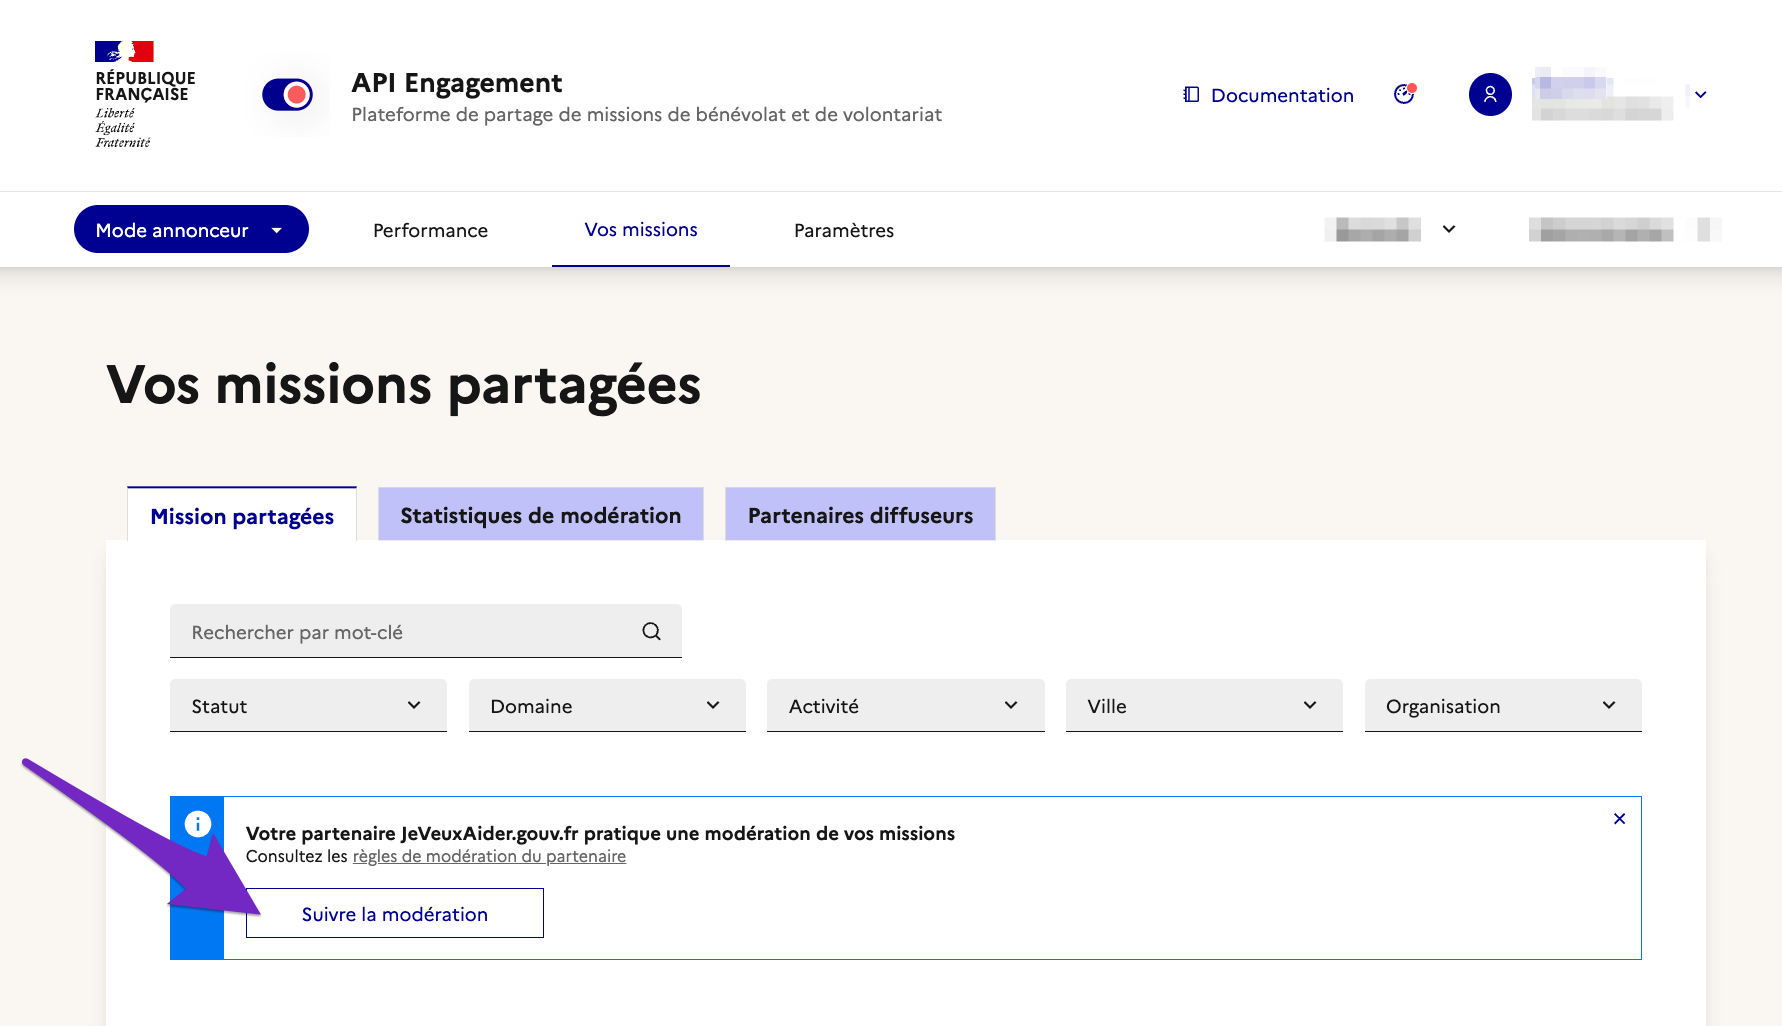 RÉPUBLIQUE
FRANÇAISE
Liberté
Égalité
Fraternité
API Engagement
Plateforme de partage de missions de bénévolat et de volontariat
Documentation
Mode annonceur
Performance
Vos missions
Paramètres
Vos missions partagées
Mission partagées
Statistiques de modération
Partenaires diffuseurs
Rechercher par mot-clé
Statut
Domaine
Activité
Ville
Organisation
Votre partenaire JeVeuxAider.gouv.fr pratique une modération de vos missions
Consultez les règles de modération du partenaire
Suivre la modération